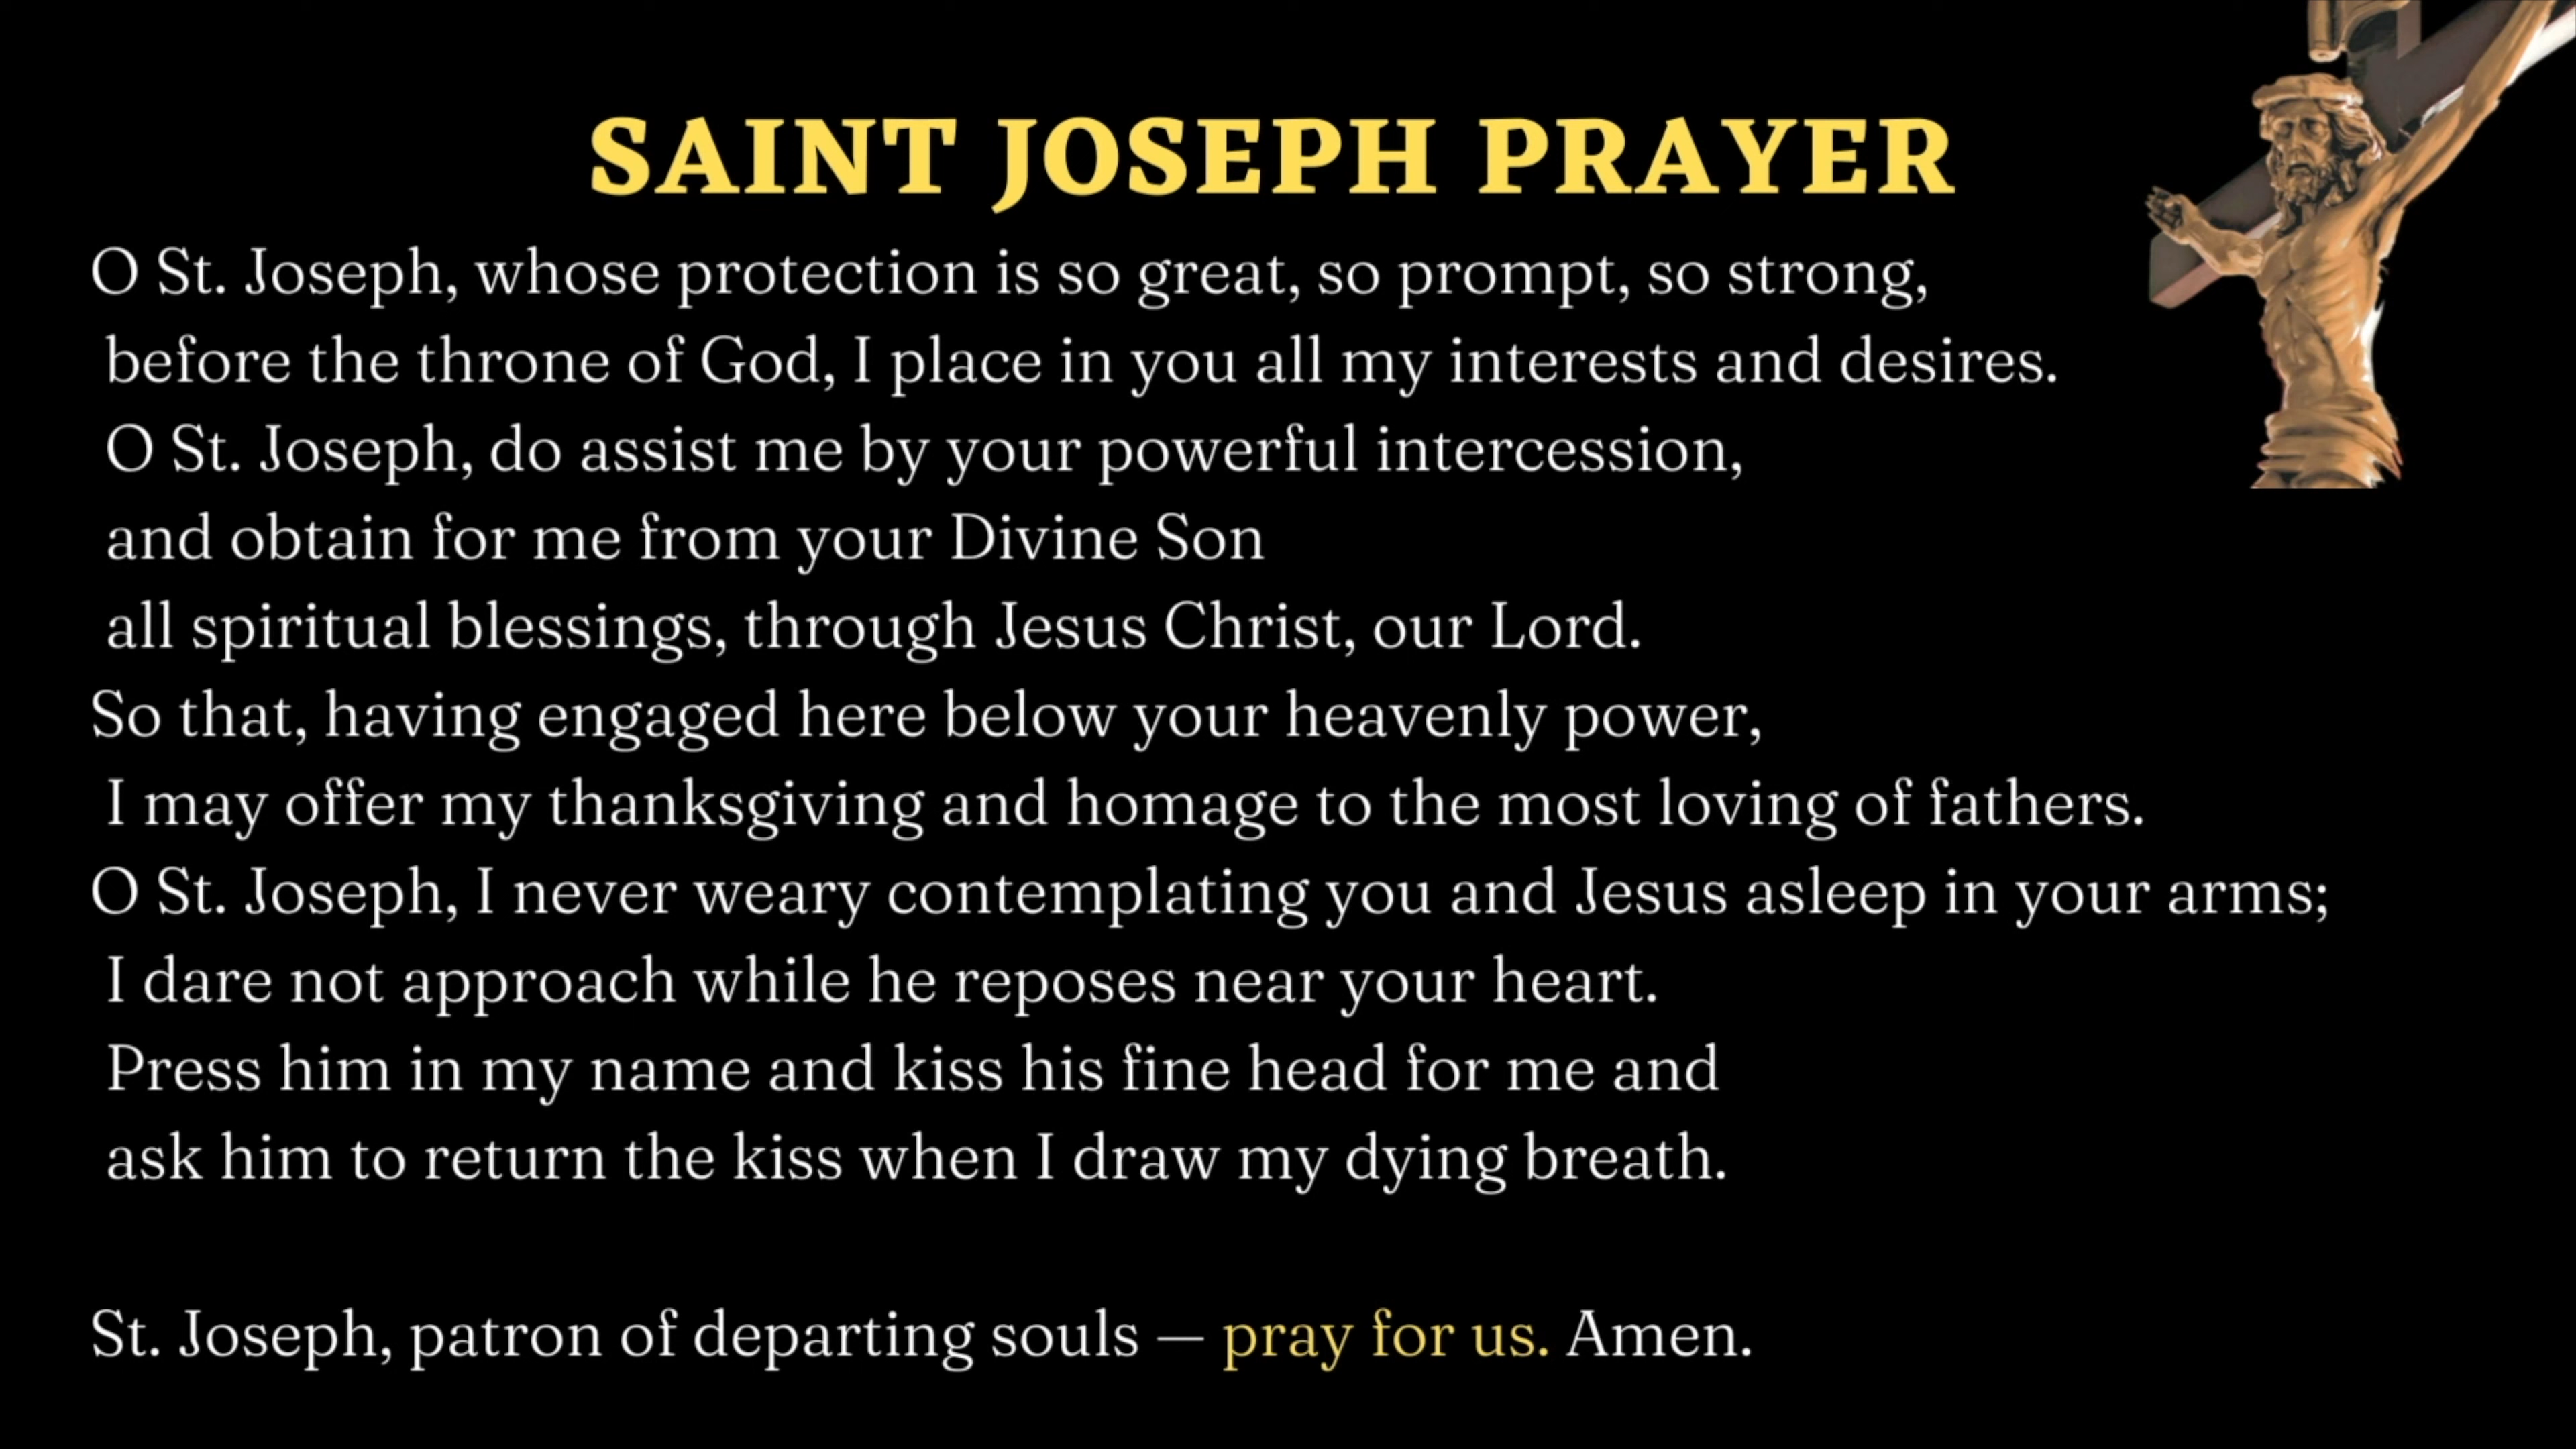 SAINT JOSEPH PRAYER
O St. Joseph, whose protection is so great, so prompt, so strong,
before the throne of God, I place in you all my interests and desires.
O St. Joseph, do assist me by your powerful intercession,
and obtain for me from your Divine Son
all spiritual blessings, through Jesus Christ, our Lord.
So that, having engaged here below your heavenly power,
I may offer my thanksgiving and homage to the most loving of fathers.
O St. Joseph, I never weary contemplating you and Jesus asleep in your arms;
I dare not approach while he reposes near your heart.
Press him in my name and kiss his fine head for me and
ask him to return the kiss when I draw my dying breath.
St. Joseph, patron of departing souls – pray for us. Amen.